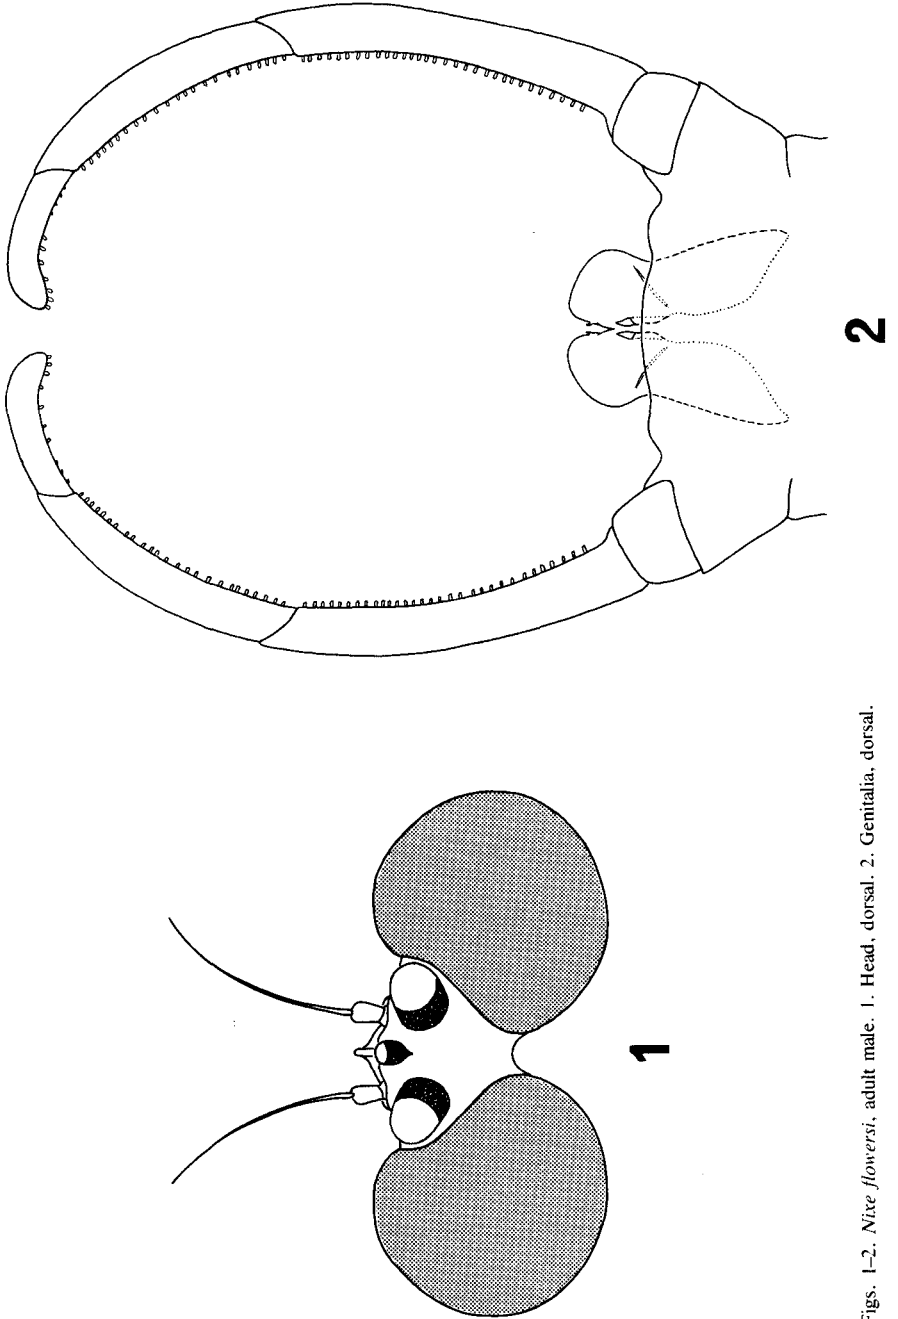 2
1
Figs. 1–2. Nixe flowersi, adult male. 1. Head, dorsal. 2. Genitalia, dorsal.